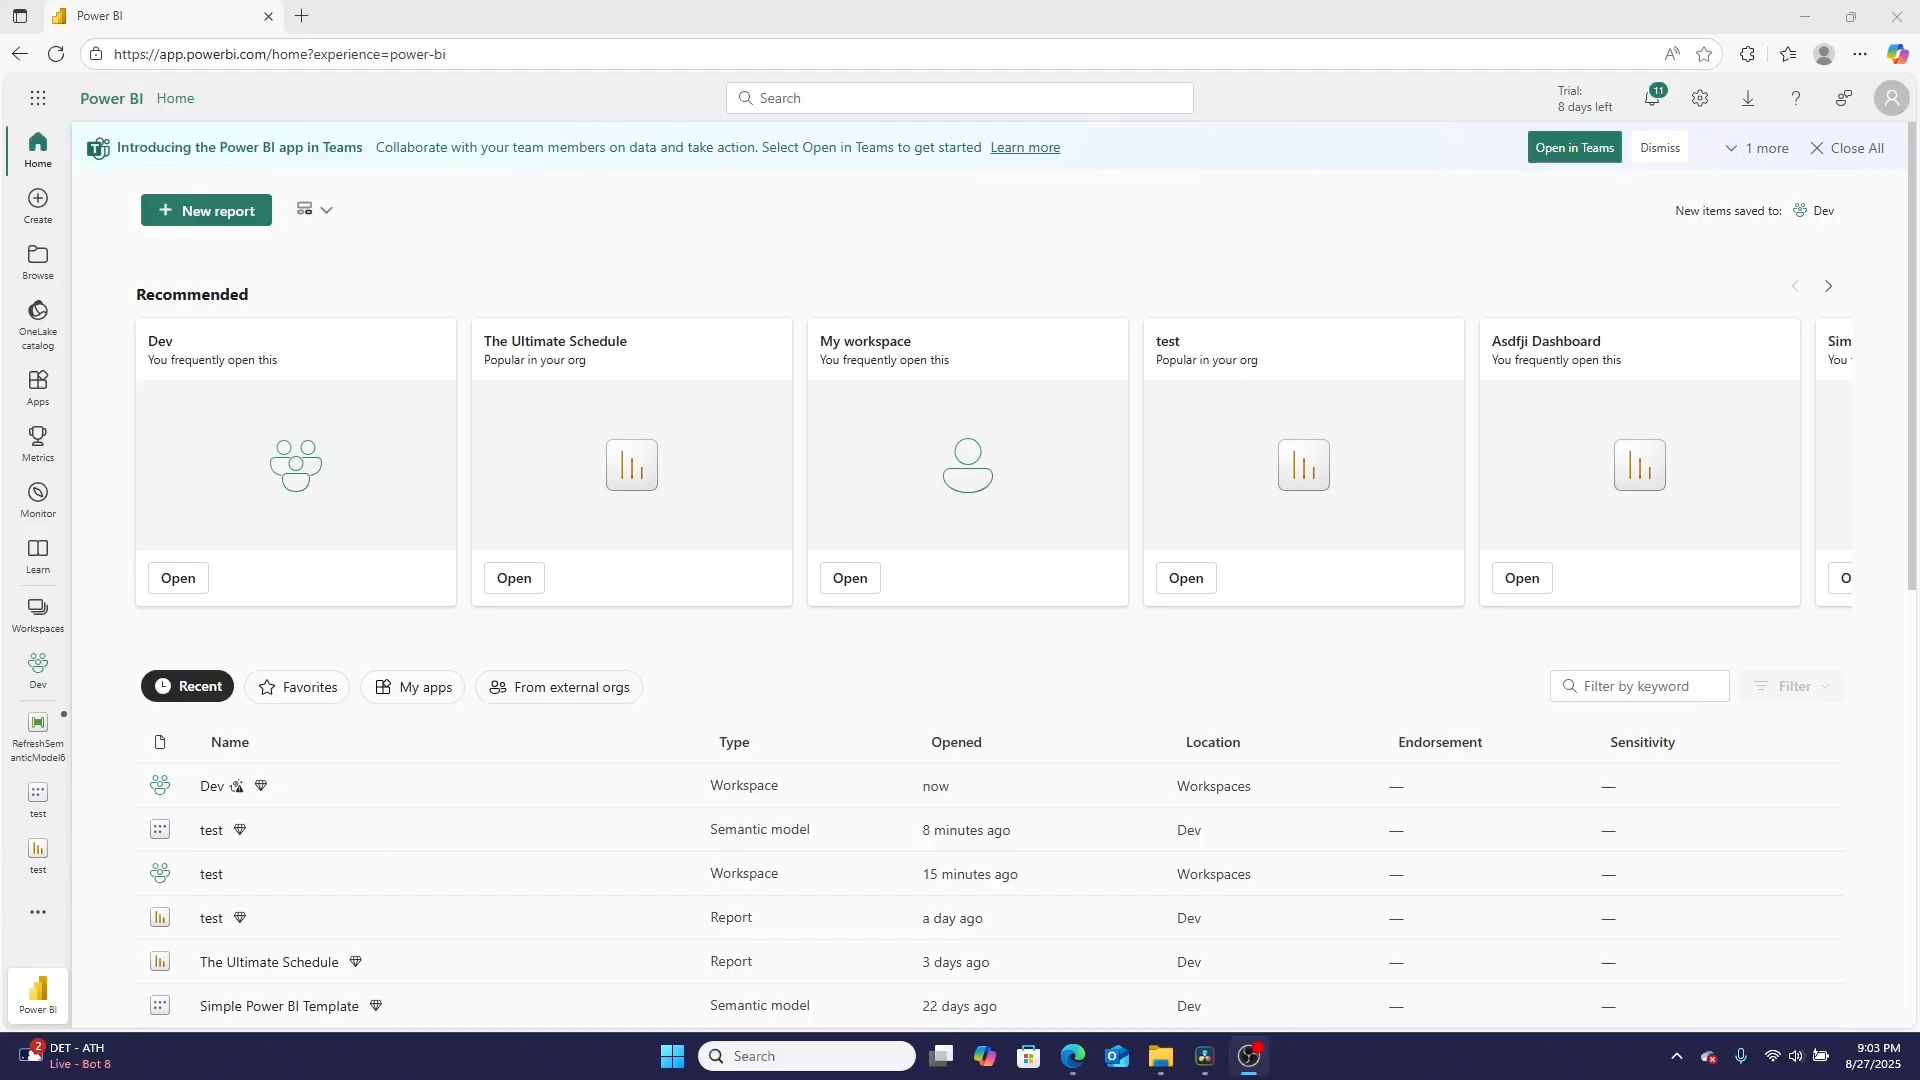 Power BI
https://app.powerbi.com/home?experience=power-bi
Power BI Home
Search
Trial:
8 days left
11
Introducing the Power BI app in Teams Collaborate with your team members on data and take action. Select Open in Teams to get started Learn more
Open in Teams
Dismiss
1 more
Close All
Home
Create
Browse
OneLake
catalog
Apps
Metrics
Monitor
Learn
Workspaces
Dev
RefreshSem
anticModel6
test
test
Power BI
New report
New items saved to: Dev
Recommended
Dev
You frequently open this
Open
The Ultimate Schedule
Popular in your org
Open
My workspace
You frequently open this
Open
test
Popular in your org
Open
Asdfji Dashboard
You frequently open this
Open
Sim
You
O
Recent
Favorites
My apps
From external orgs
Filter by keyword
Filter
Name Type Opened Location Endorsement Sensitivity
Dev Workspace now Workspaces — —
test Semantic model 8 minutes ago Dev — —
test Workspace 15 minutes ago Workspaces — —
test Report a day ago Dev — —
The Ultimate Schedule Report 3 days ago Dev — —
Simple Power BI Template Semantic model 22 days ago Dev — —
2
DET - ATH
Live - Bot 8
Search
9:03 PM
8/27/2025